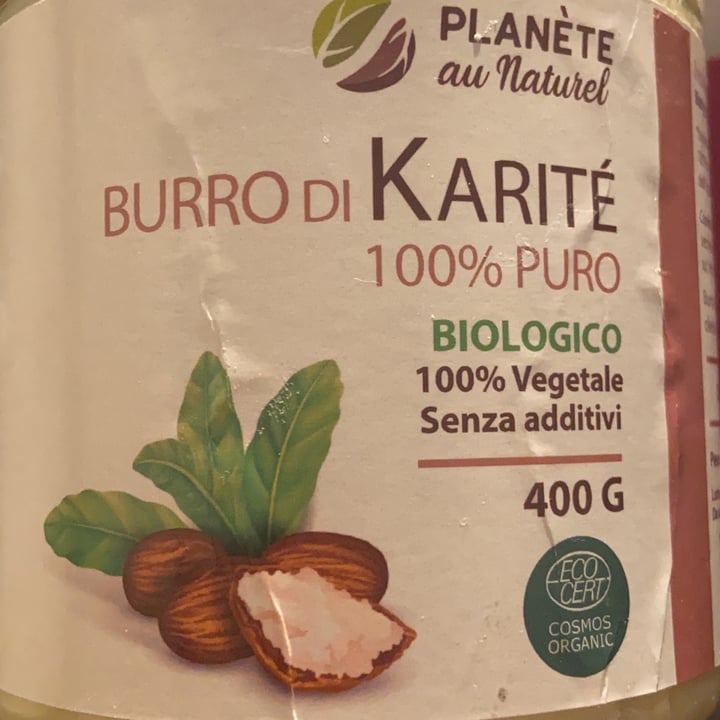 PLANÈTE
au Naturel
BURRO DI KARITÉ
100% PURO
BIOLOGICO
100% Vegetale
Senza additivi
400 G
ECO
CERT
COSMOS
ORGANIC